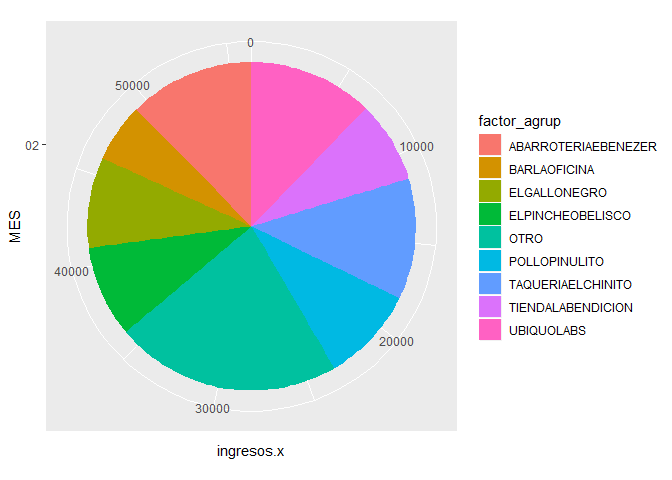 0
50000
10000
02
MES
40000
20000
30000
ingresos.x
factor_agrup
ABARROTERIAEBENEZER
BARLAOFICINA
ELGALLONEGRO
ELPINCHEOBELISCO
OTRO
POLLOPINULITO
TAQUERIAELCHINITO
TIENDALABENDICION
UBIQUOLABS